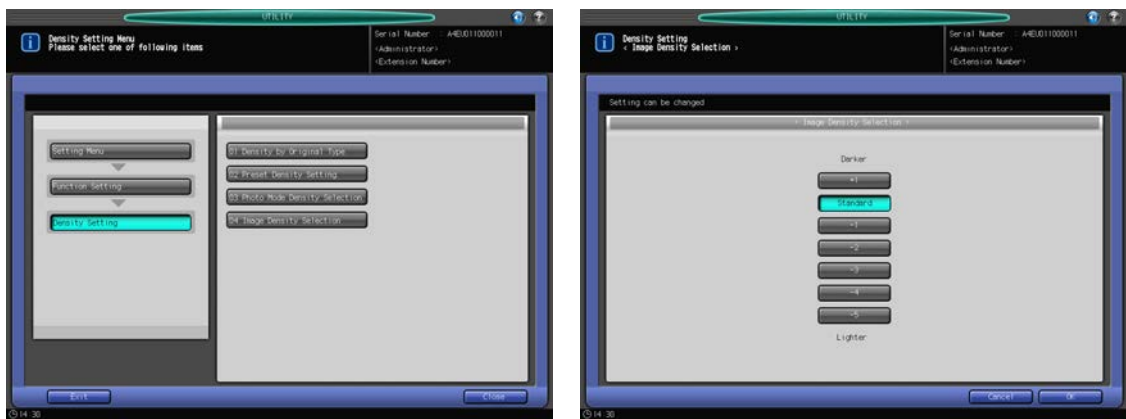 UTILITY
Density Setting Menu
Please select one of following items
Serial Number : A4EU011000011
<Administrator>
<Extension Number>
Setting Menu
Function Setting
Density Setting
01 Density by Original Type
02 Preset Density Setting
03 Photo Mode Density Selection
04 Image Density Selection
Exit
Close
14:30
UTILITY
Density Setting
< Image Density Selection >
Serial Number : A4EU011000011
<Administrator>
<Extension Number>
Setting can be changed
< Image Density Selection >
Darker
+1
Standard
-1
-2
-3
-4
-5
Lighter
Cancel
OK
14:30